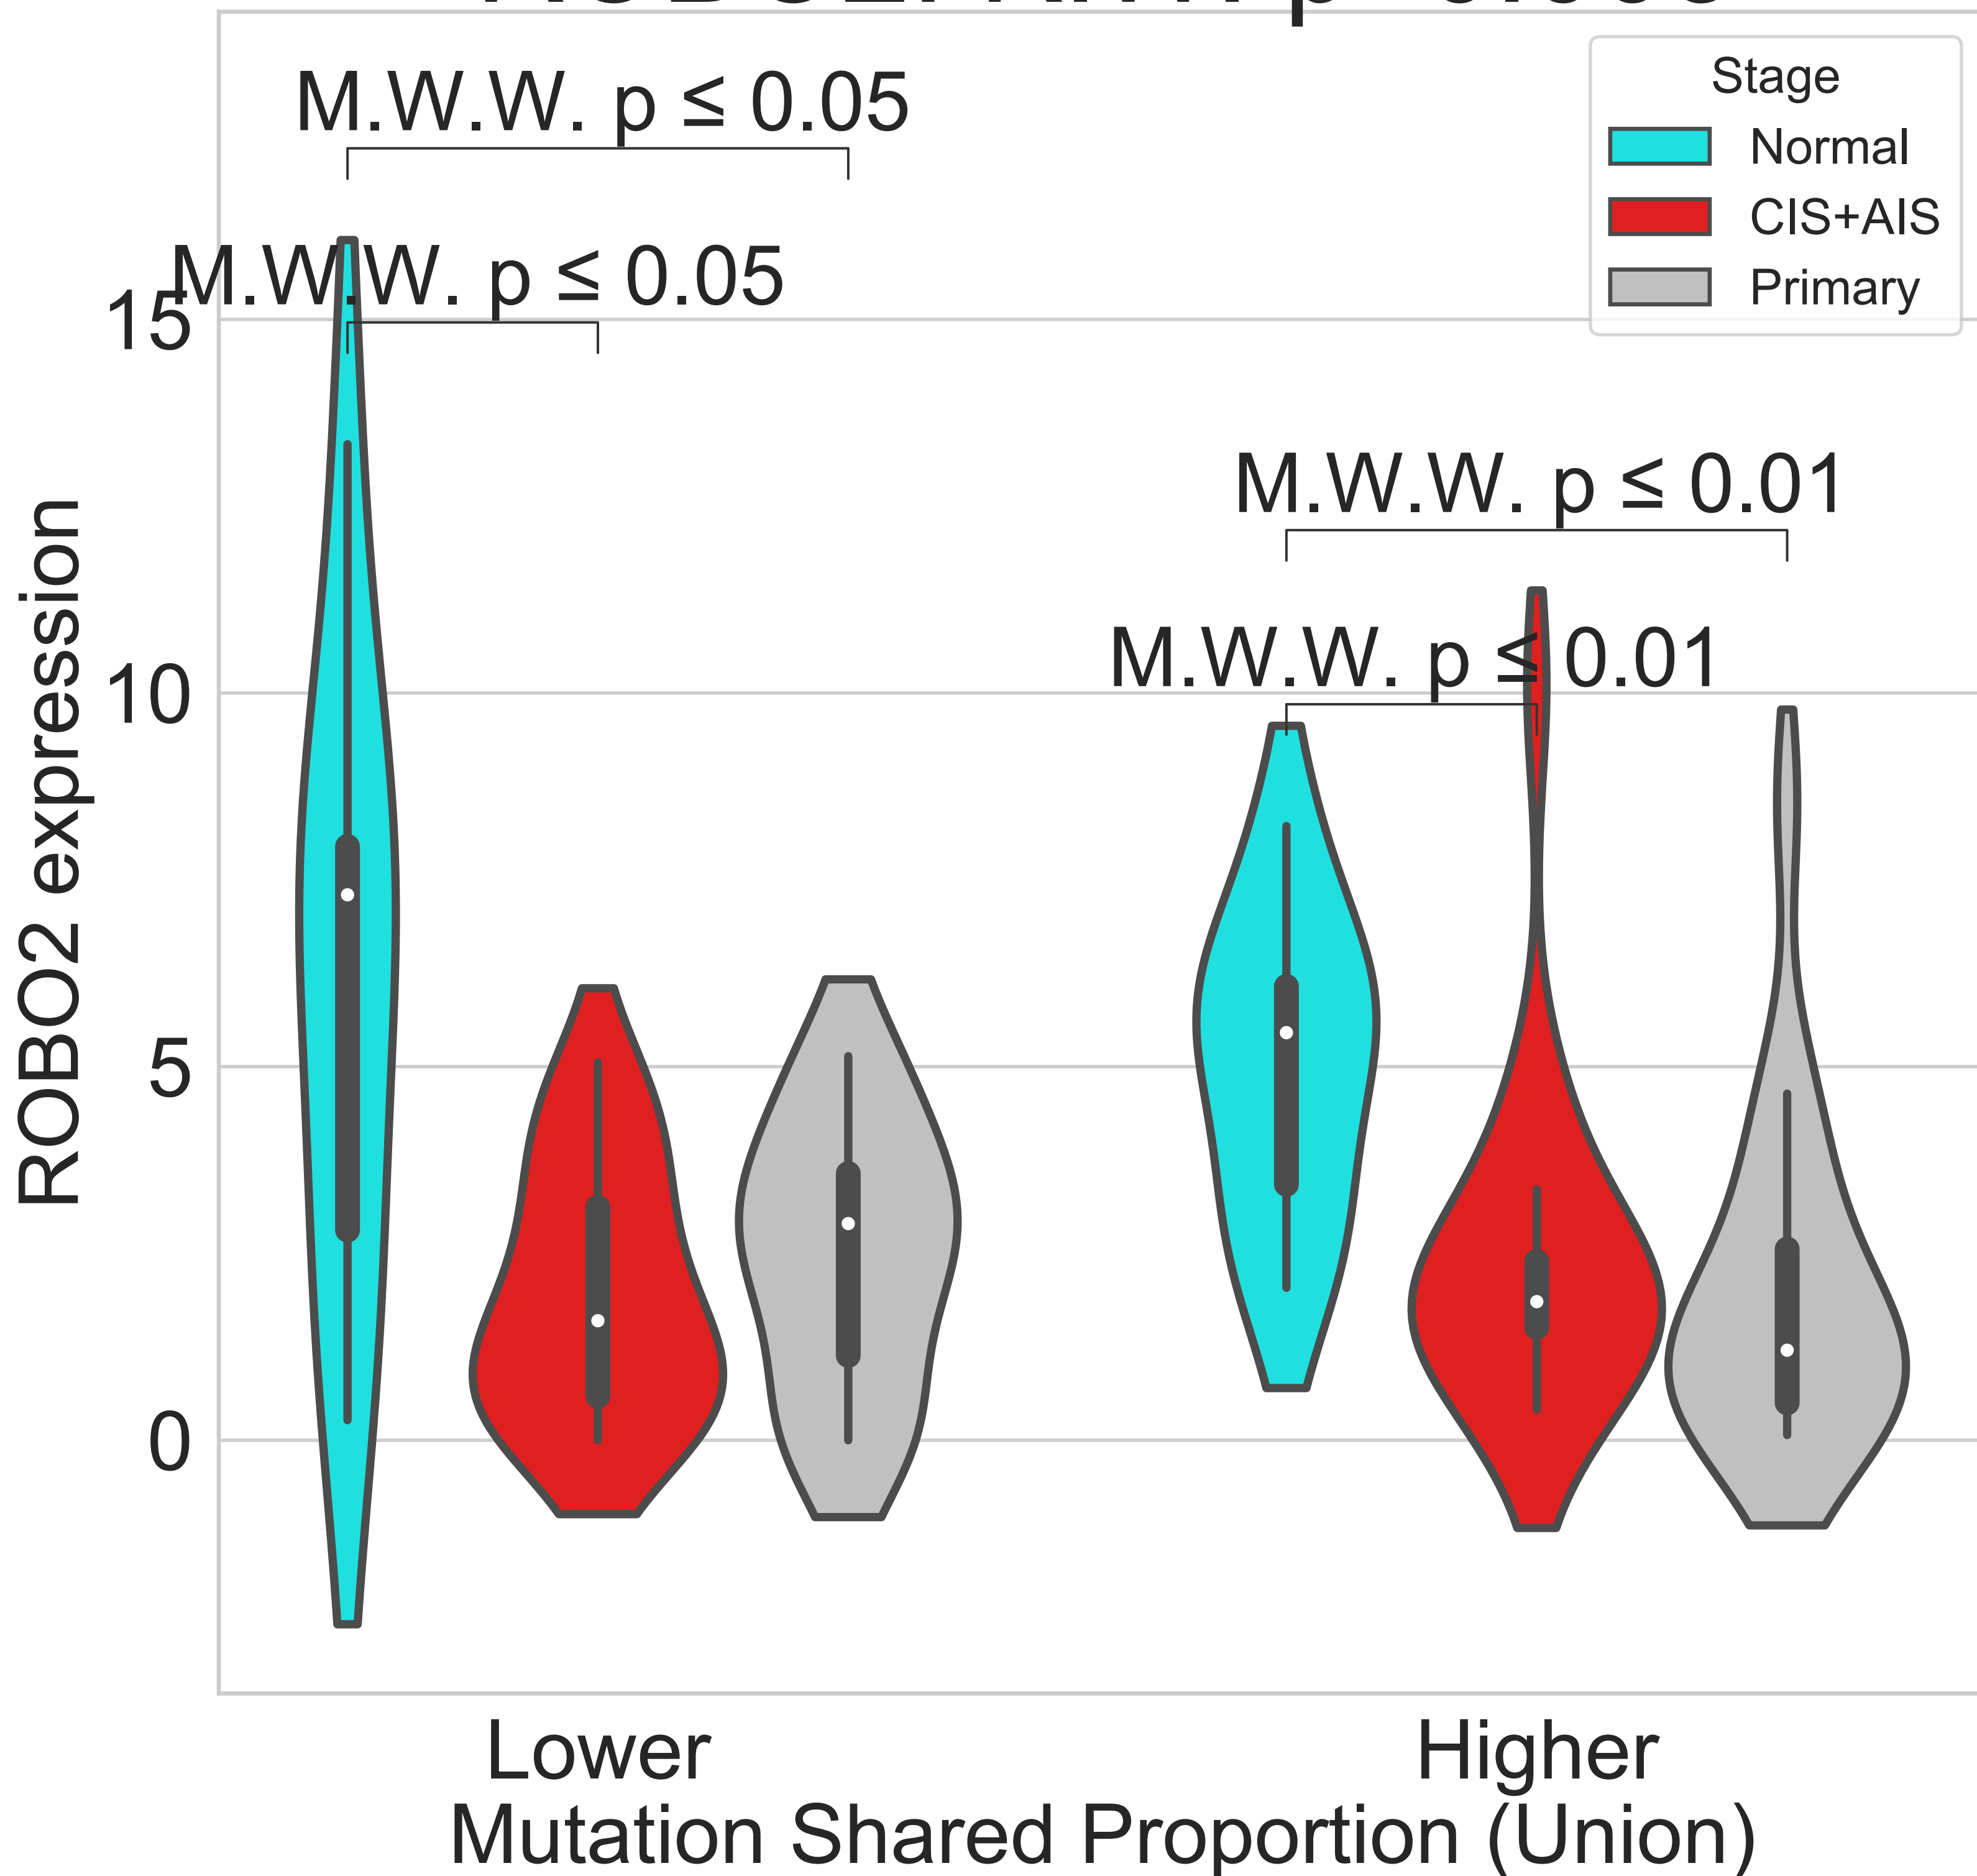 M.W.W. p ≤ 0.05
Stage
Normal
CIS+AIS
Primary
M.W.W. p ≤ 0.05
15
M.W.W. p ≤ 0.01
M.W.W. p ≤ 0.01
10
5
0
ROBO2 expression
Lower
Higher
Mutation Shared Proportion (Union)